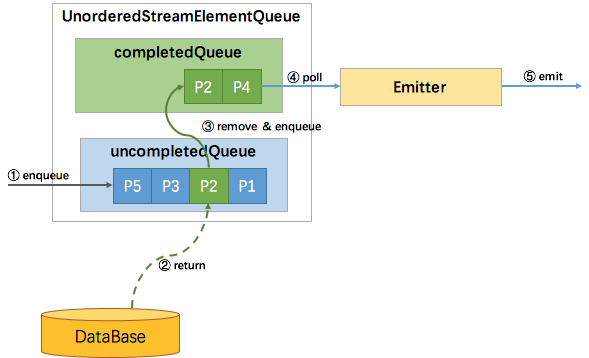 UnorderedStreamElementQueue
completedQueue
P2 P4
④ poll
Emitter
⑤ emit
③ remove & enqueue
uncompletedQueue
① enqueue
P5 P3 P2 P1
② return
DataBase